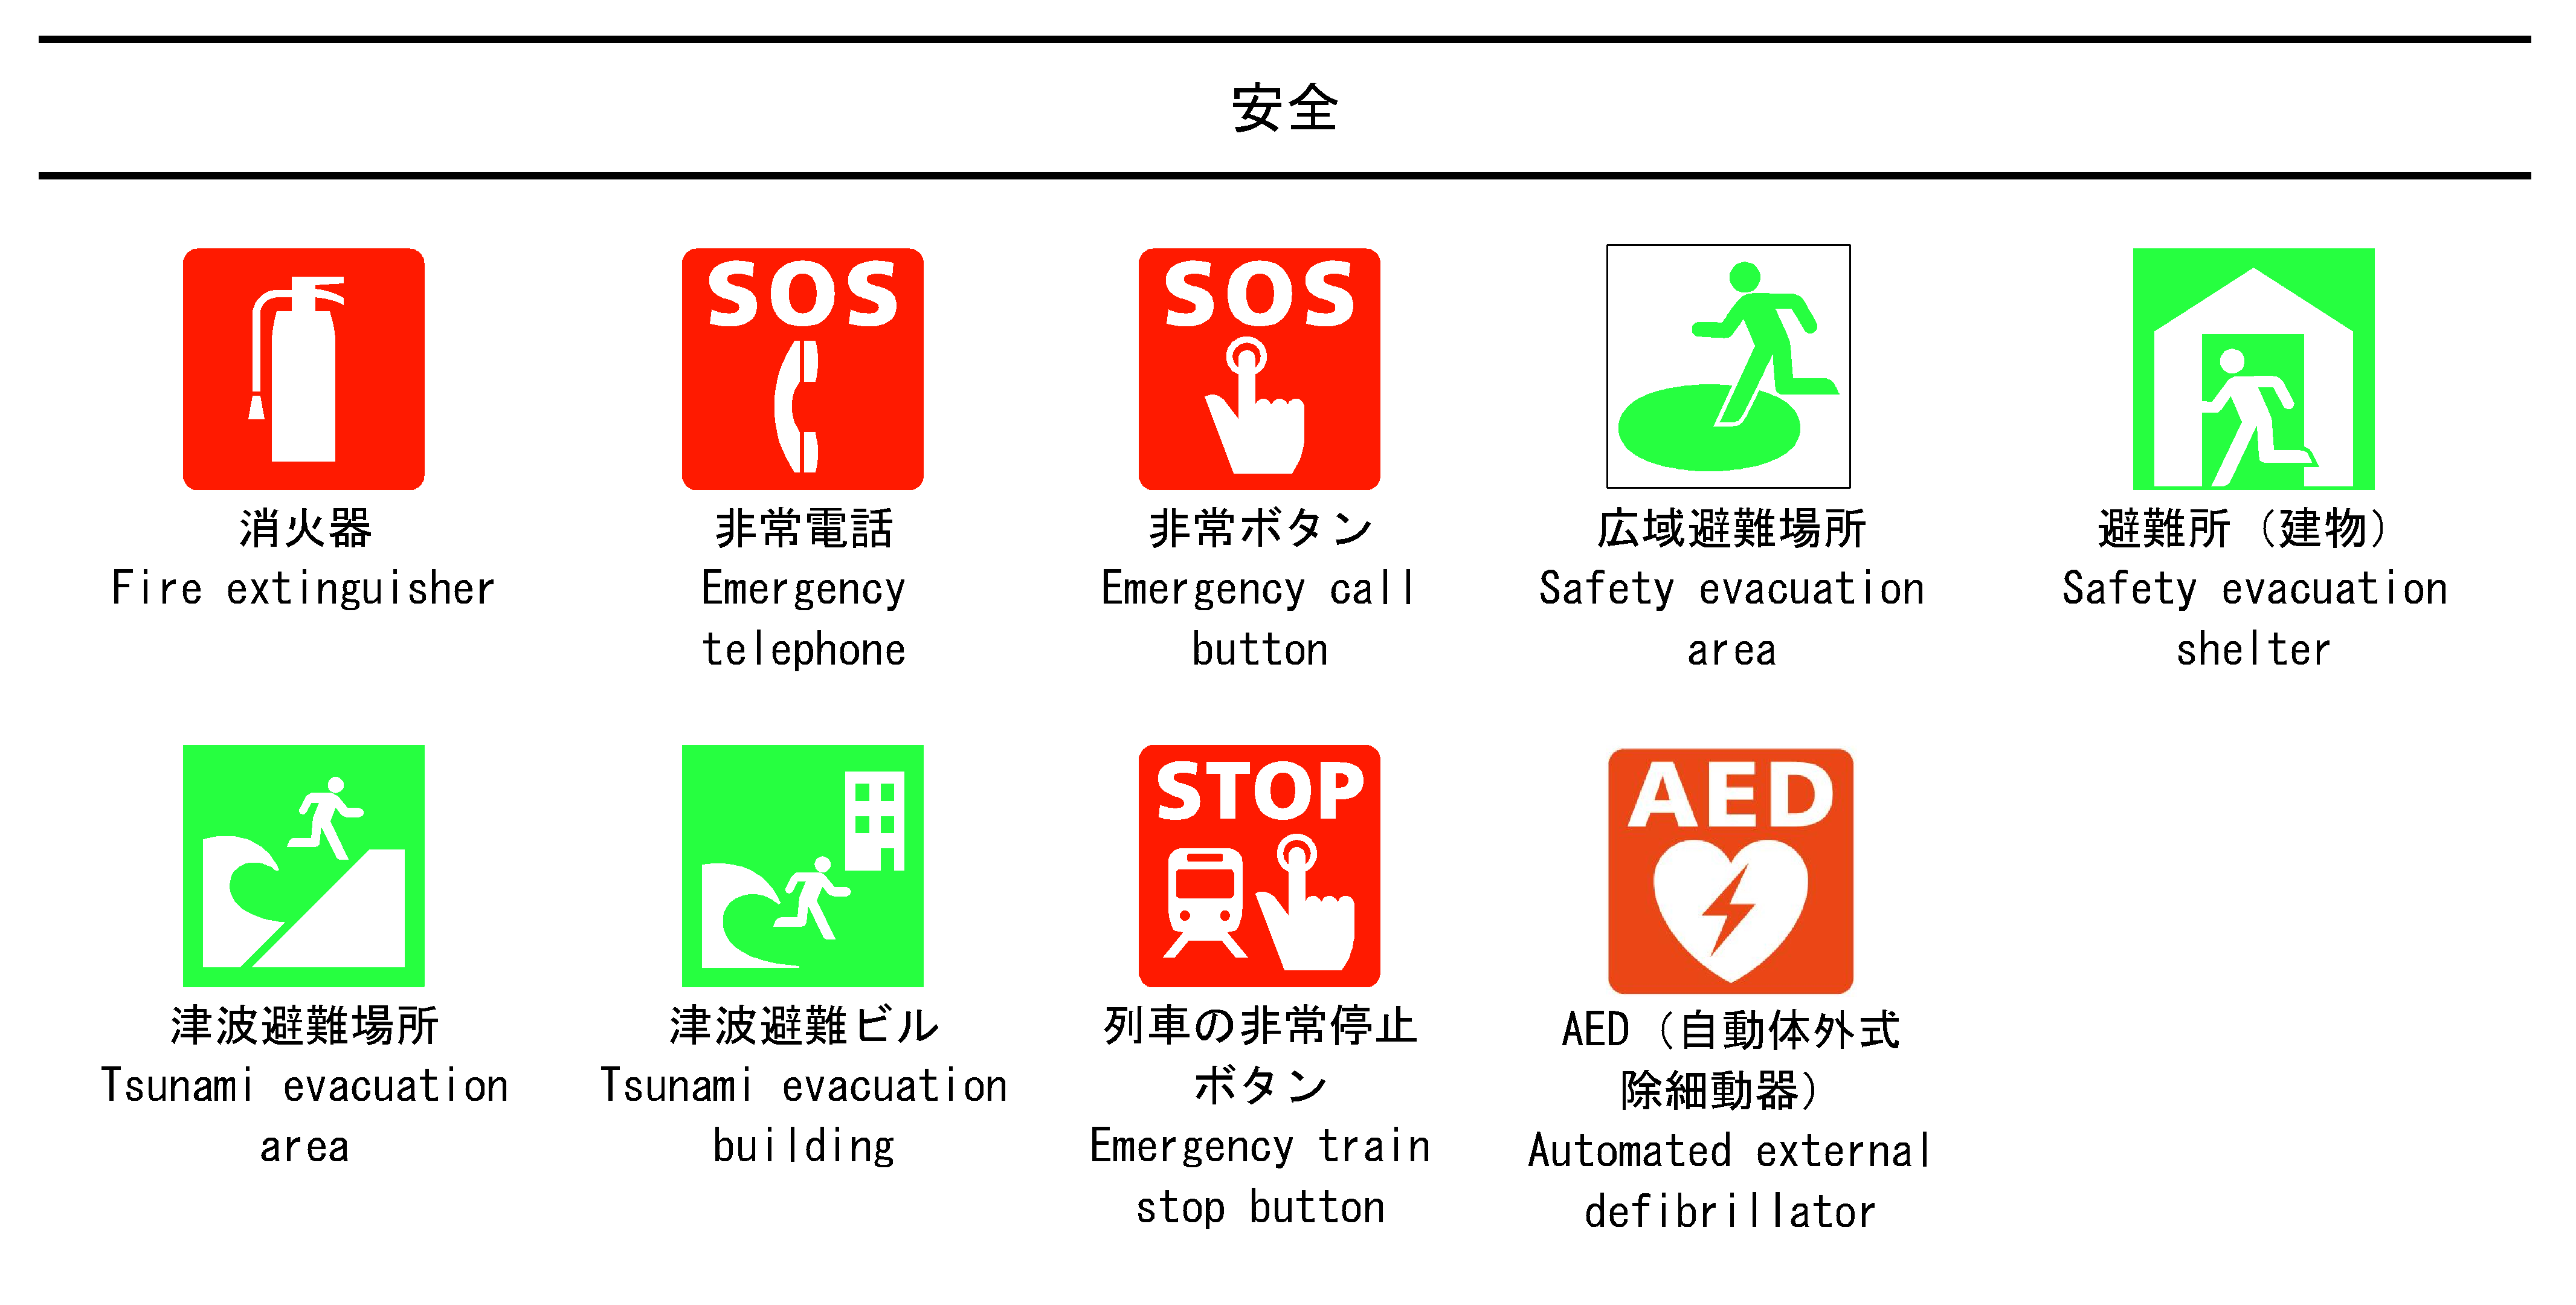 安全
SOS
SOS
消火器
Fire extinguisher
非常電話
Emergency
telephone
非常ボタン
Emergency call
button
広域避難場所
Safety evacuation
area
避難所（建物）
Safety evacuation
shelter
STOP
AED
津波避難場所
Tsunami evacuation
area
津波避難ビル
Tsunami evacuation
building
列車の非常停止
ボタン
Emergency train
stop button
AED（自動体外式
除細動器）
Automated external
defibrillator